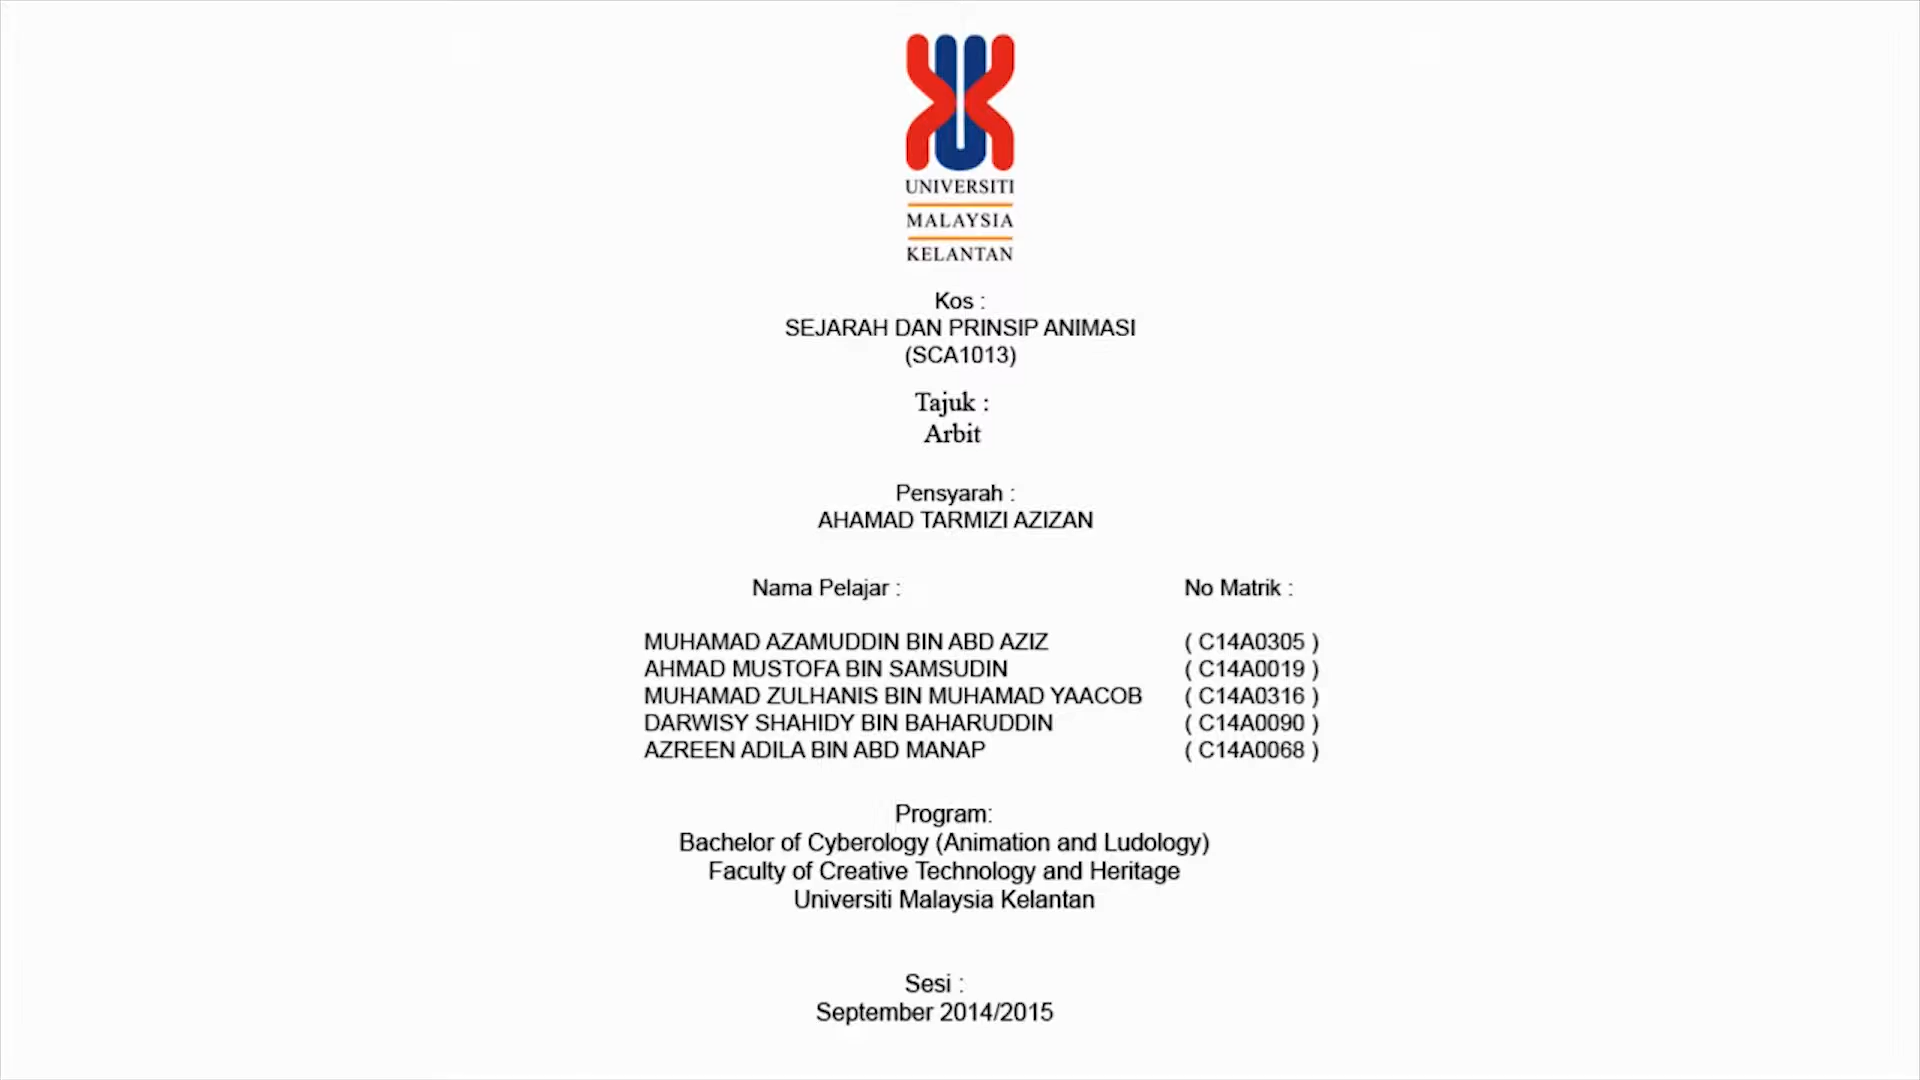 UNIVERSITI
MALAYSIA
KELANTAN
Kos :
SEJARAH DAN PRINSIP ANIMASI
(SCA1013)
Tajuk :
Arbit
Pensyarah :
AHAMAD TARMIZI AZIZAN
Nama Pelajar : No Matrik :
MUHAMAD AZAMUDDIN BIN ABD AZIZ ( C14A0305 )
AHMAD MUSTOFA BIN SAMSUDIN ( C14A0019 )
MUHAMAD ZULHANIS BIN MUHAMAD YAACOB ( C14A0316 )
DARWISY SHAHIDY BIN BAHARUDDIN ( C14A0090 )
AZREEN ADILA BIN ABD MANAP ( C14A0068 )
Program:
Bachelor of Cyberology (Animation and Ludology)
Faculty of Creative Technology and Heritage
Universiti Malaysia Kelantan
Sesi :
September 2014/2015